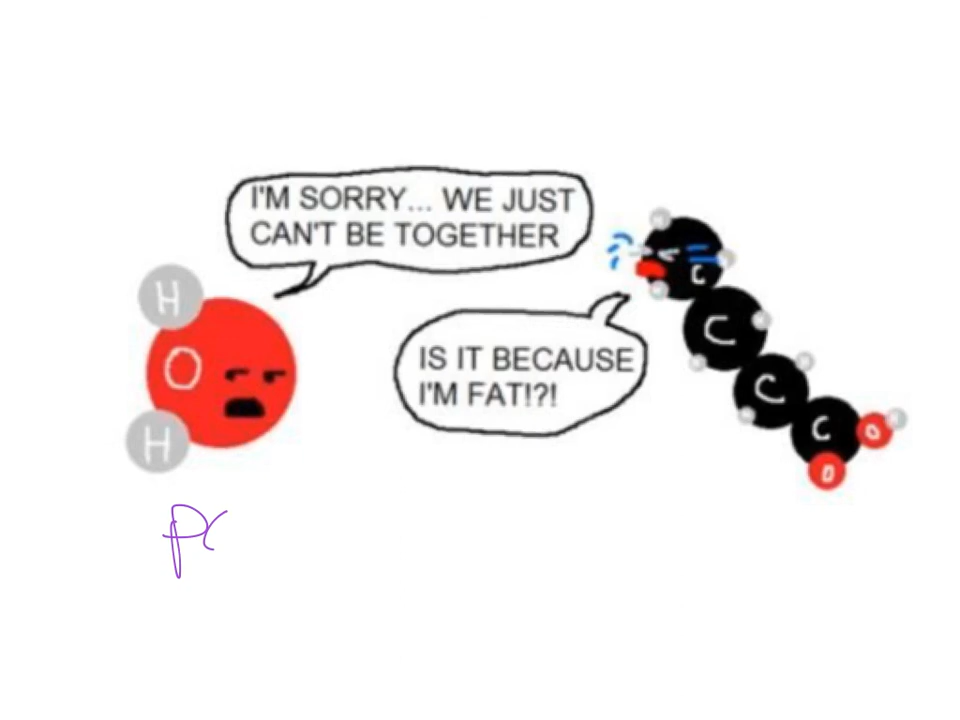 I'M SORRY... WE JUST
CAN'T BE TOGETHER
H
O
H
IS IT BECAUSE
I'M FAT!?!
C
C
C
C
O
O